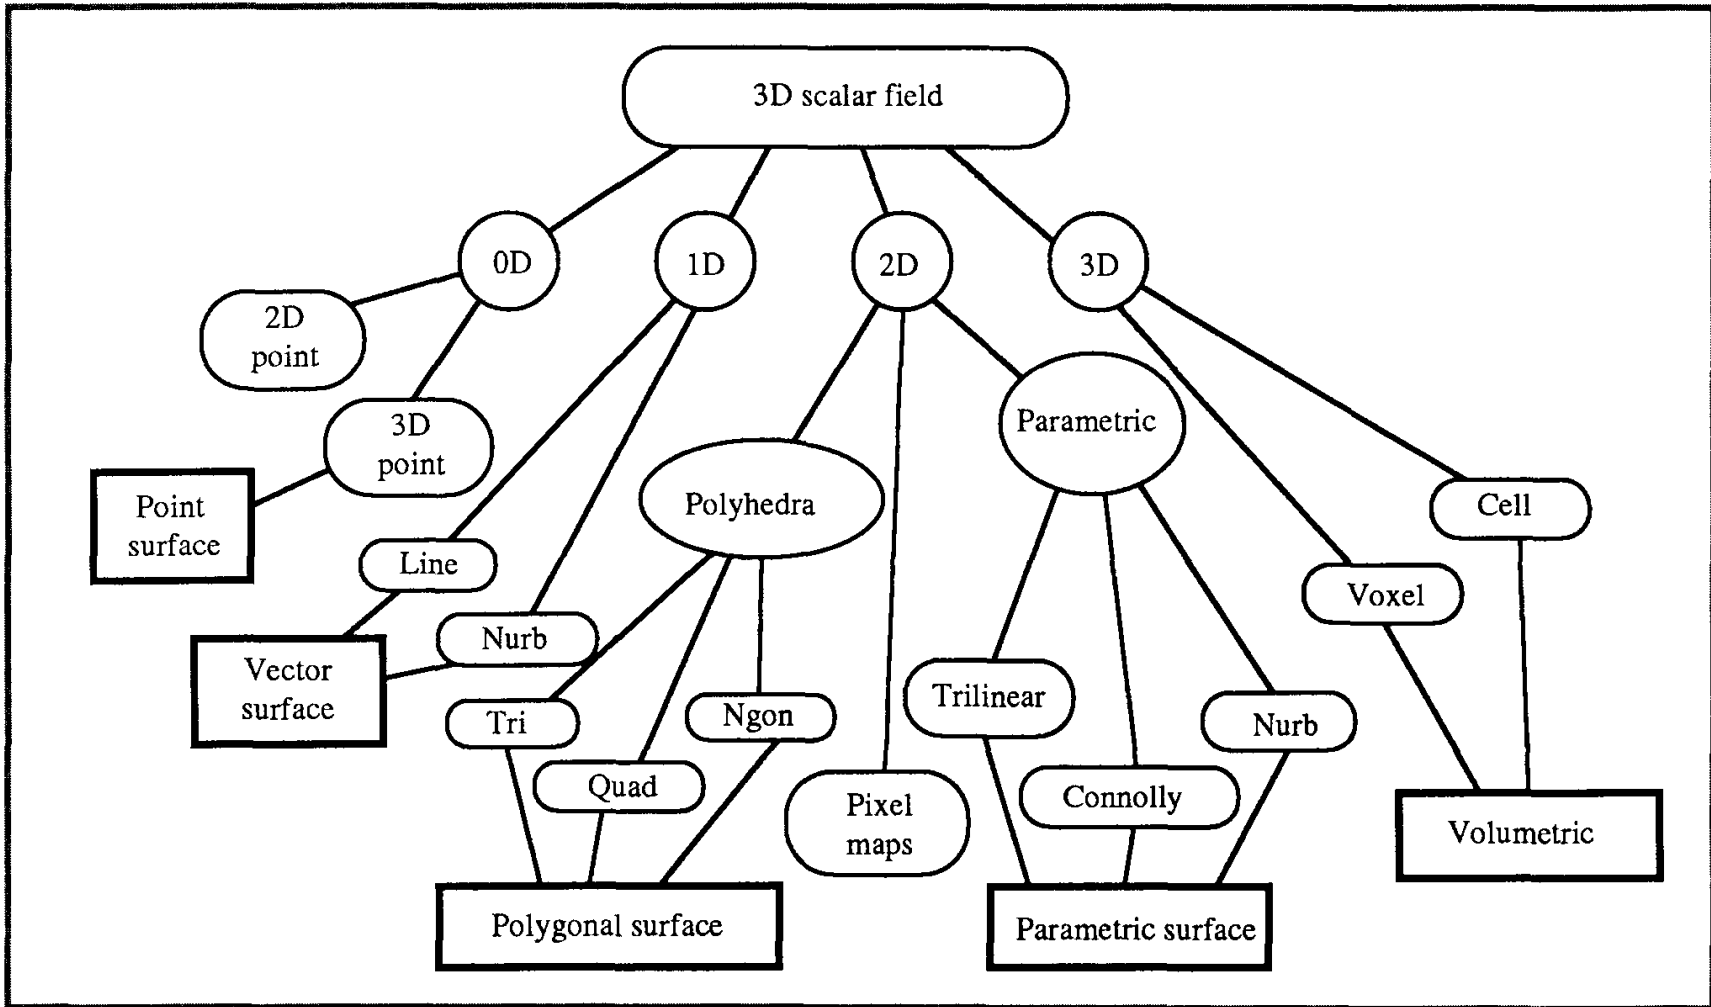 3D scalar field
0D
1D
2D
3D
2D
point
3D
point
Parametric
Polyhedra
Point
surface
Cell
Line
Voxel
Nurb
Vector
surface
Trilinear
Tri
Ngon
Nurb
Quad
Connolly
Pixel
maps
Volumetric
Polygonal surface
Parametric surface